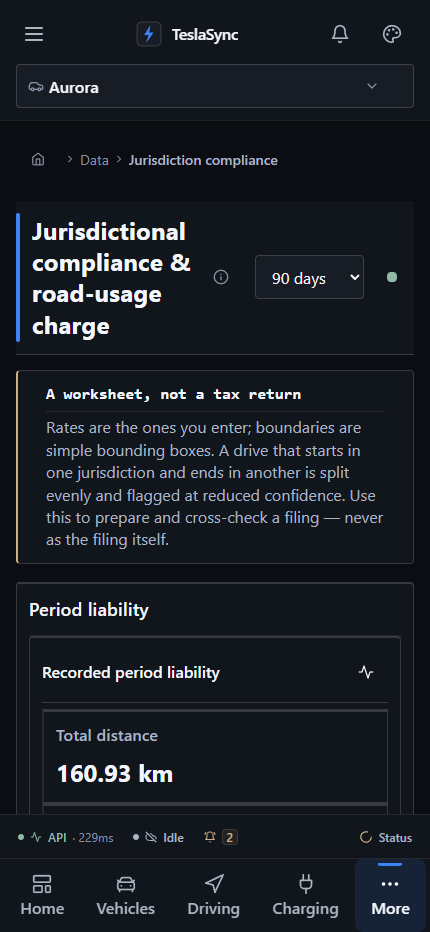 TeslaSync
Aurora
Data
Jurisdiction compliance
Jurisdictional
compliance &
road-usage
charge
90 days
A worksheet, not a tax return
Rates are the ones you enter; boundaries are
simple bounding boxes. A drive that starts in
one jurisdiction and ends in another is split
evenly and flagged at reduced confidence. Use
this to prepare and cross-check a filing — never
as the filing itself.
Period liability
Recorded period liability
Total distance
160.93 km
API · 229ms Idle 2 Status
Home Vehicles Driving Charging More